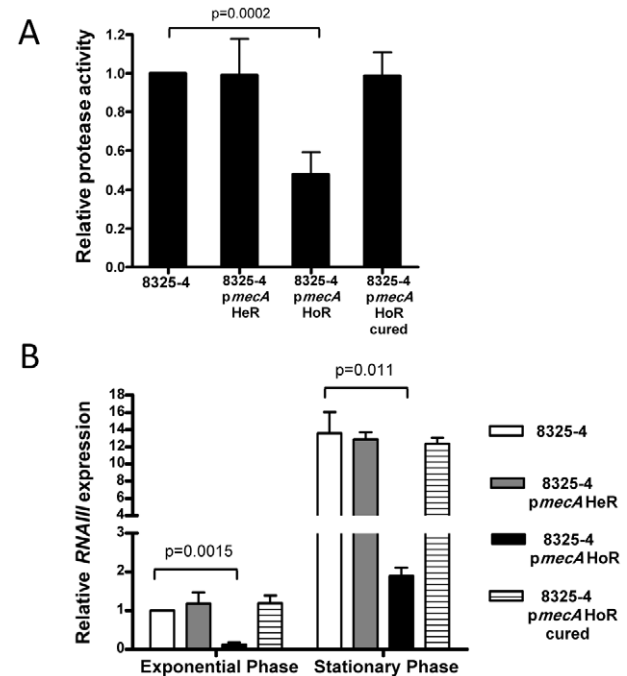 A
p=0.0002
Relative protease activity
1.2
1.0
0.8
0.6
0.4
0.2
0.0
8325-4
8325-4
pmecA
HeR
8325-4
pmecA
HoR
8325-4
pmecA
HoR
cured
B
p=0.011
p=0.0015
Relative RNAIII expression
18
16
14
12
10
8
6
4
3
2
1
0
Exponential Phase
Stationary Phase
8325-4
8325-4
pmecA HeR
8325-4
pmecA HoR
8325-4
pmecA HoR
cured